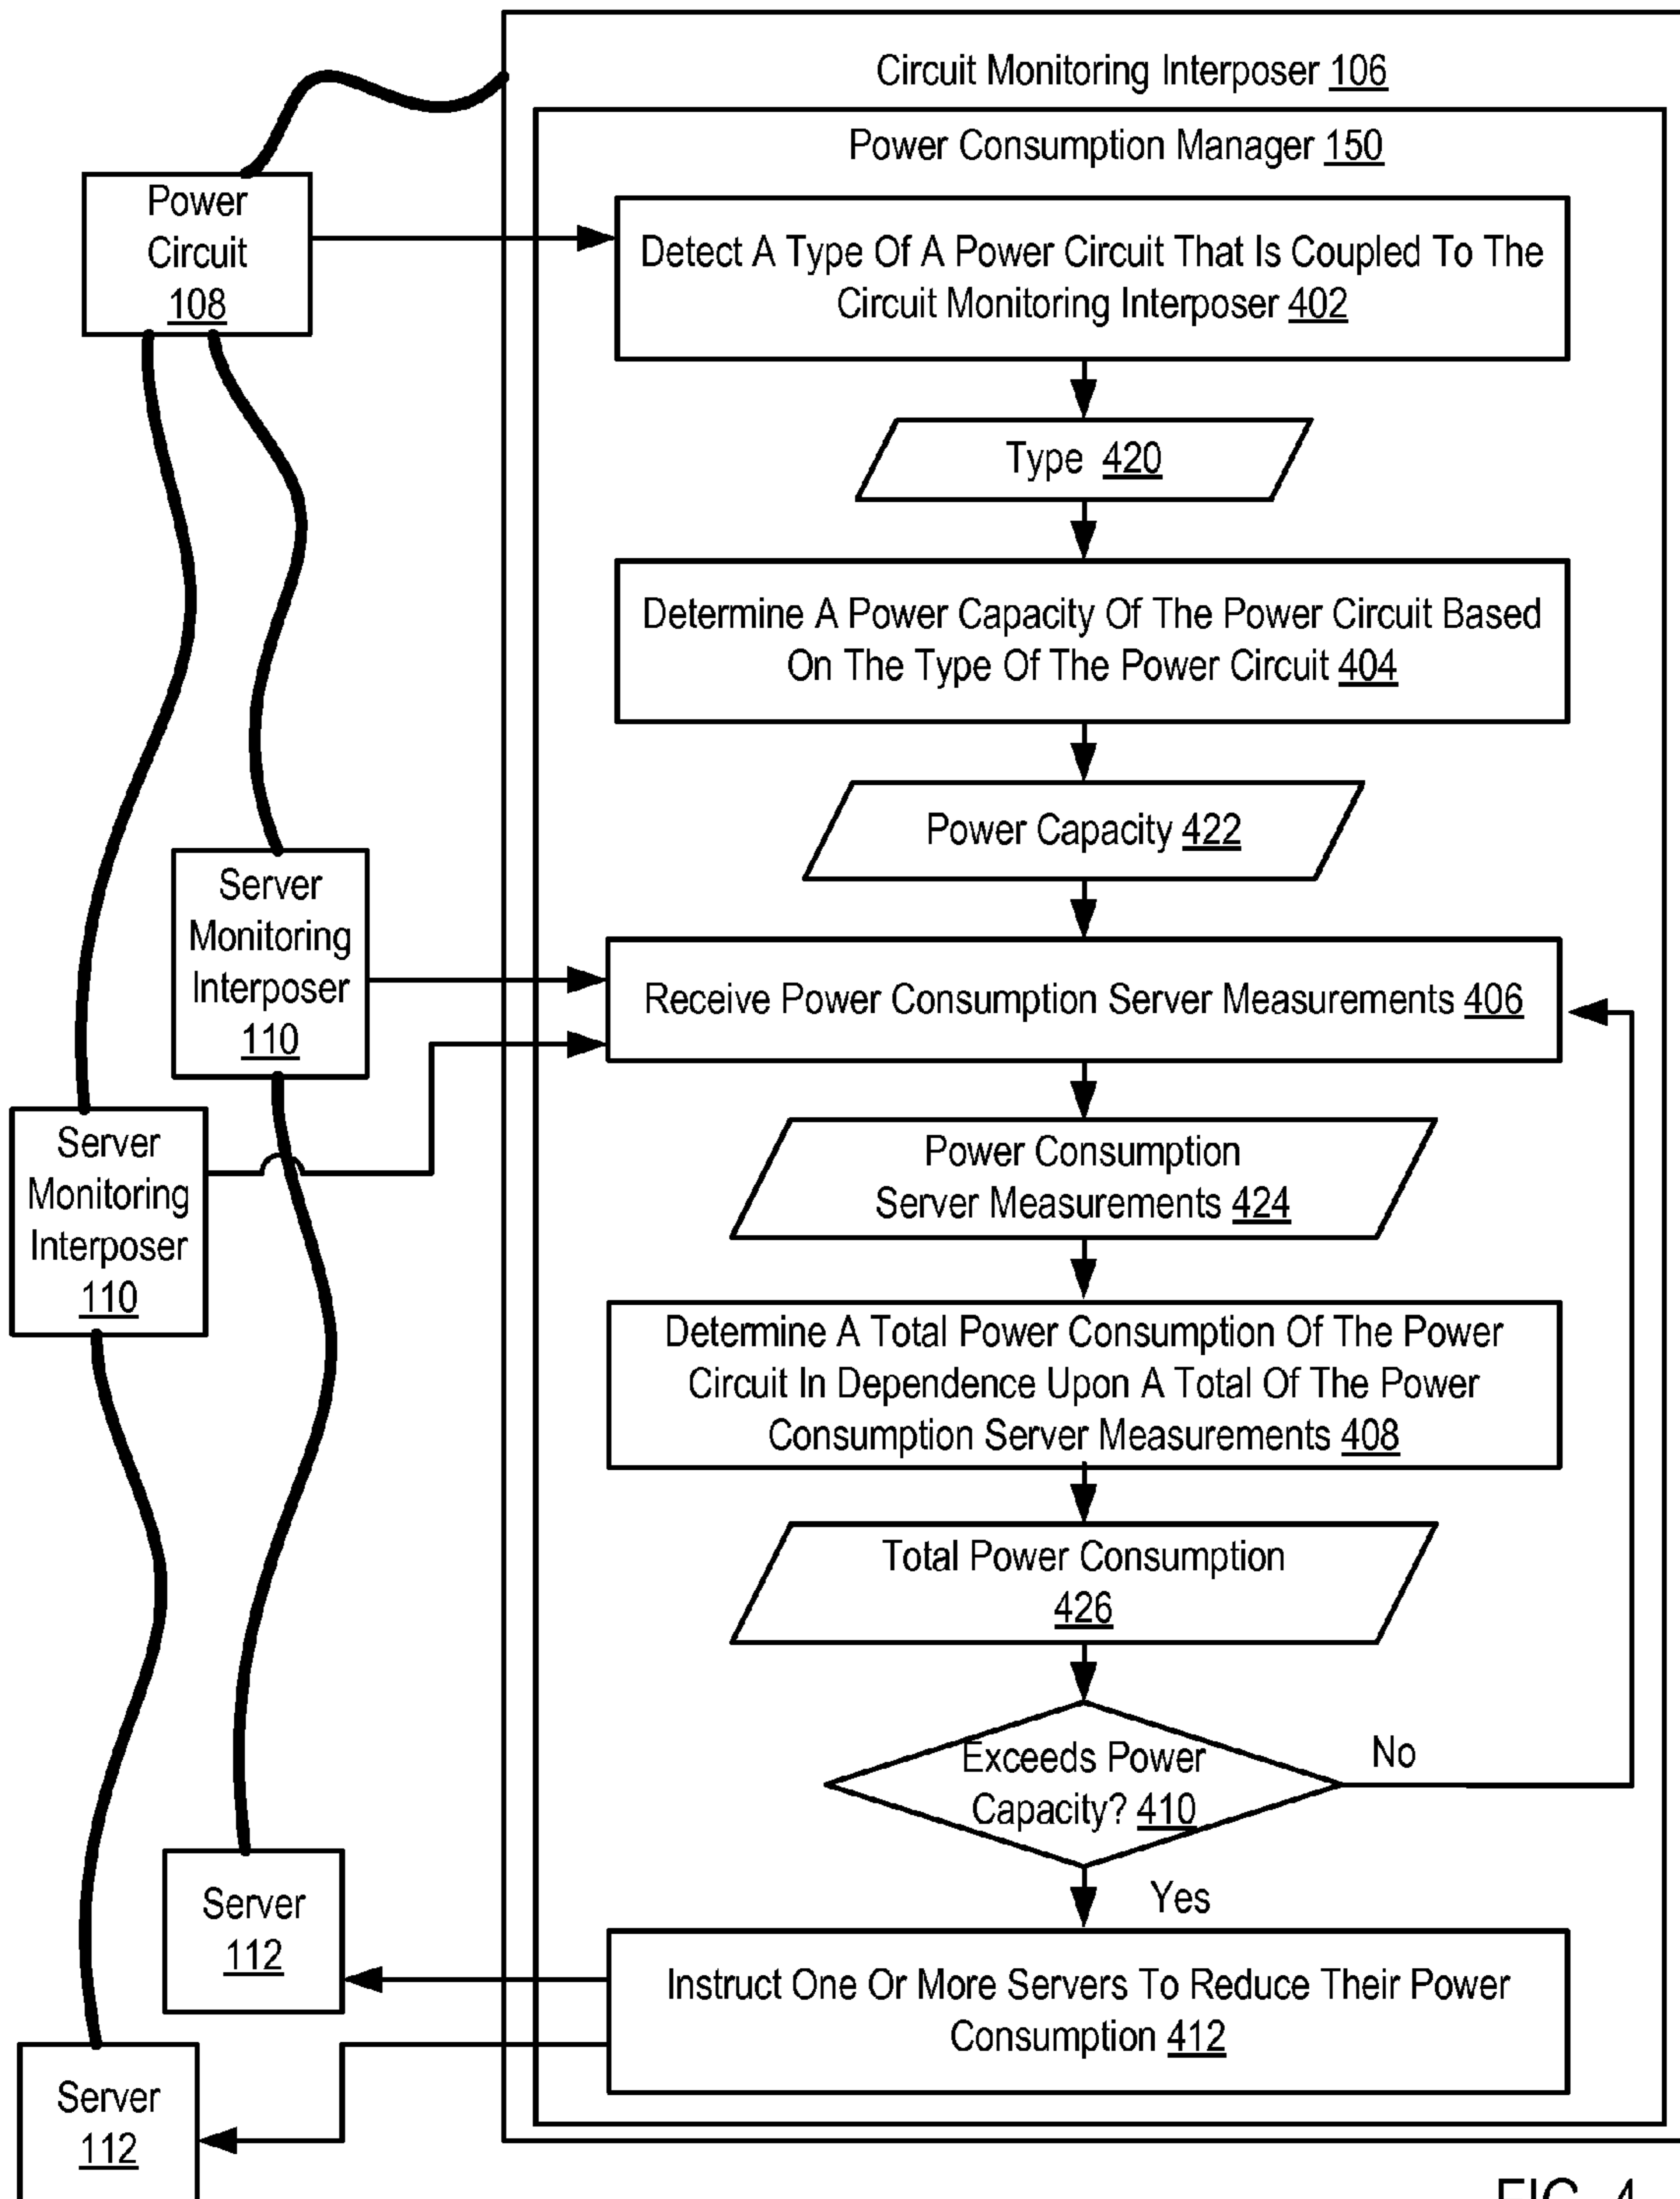 Circuit Monitoring Interposer 106
Power Consumption Manager 150
Power
Circuit
108
Detect A Type Of A Power Circuit That Is Coupled To The
Circuit Monitoring Interposer 402
Type 420
Determine A Power Capacity Of The Power Circuit Based
On The Type Of The Power Circuit 404
Power Capacity 422
Server
Monitoring
Interposer
110
Receive Power Consumption Server Measurements 406
Server
Monitoring
Interposer
110
Power Consumption
Server Measurements 424
Determine A Total Power Consumption Of The Power
Circuit In Dependence Upon A Total Of The Power
Consumption Server Measurements 408
Total Power Consumption
426
Exceeds Power
Capacity? 410
No
Yes
Server
112
Instruct One Or More Servers To Reduce Their Power
Consumption 412
Server
112
FIG. 4